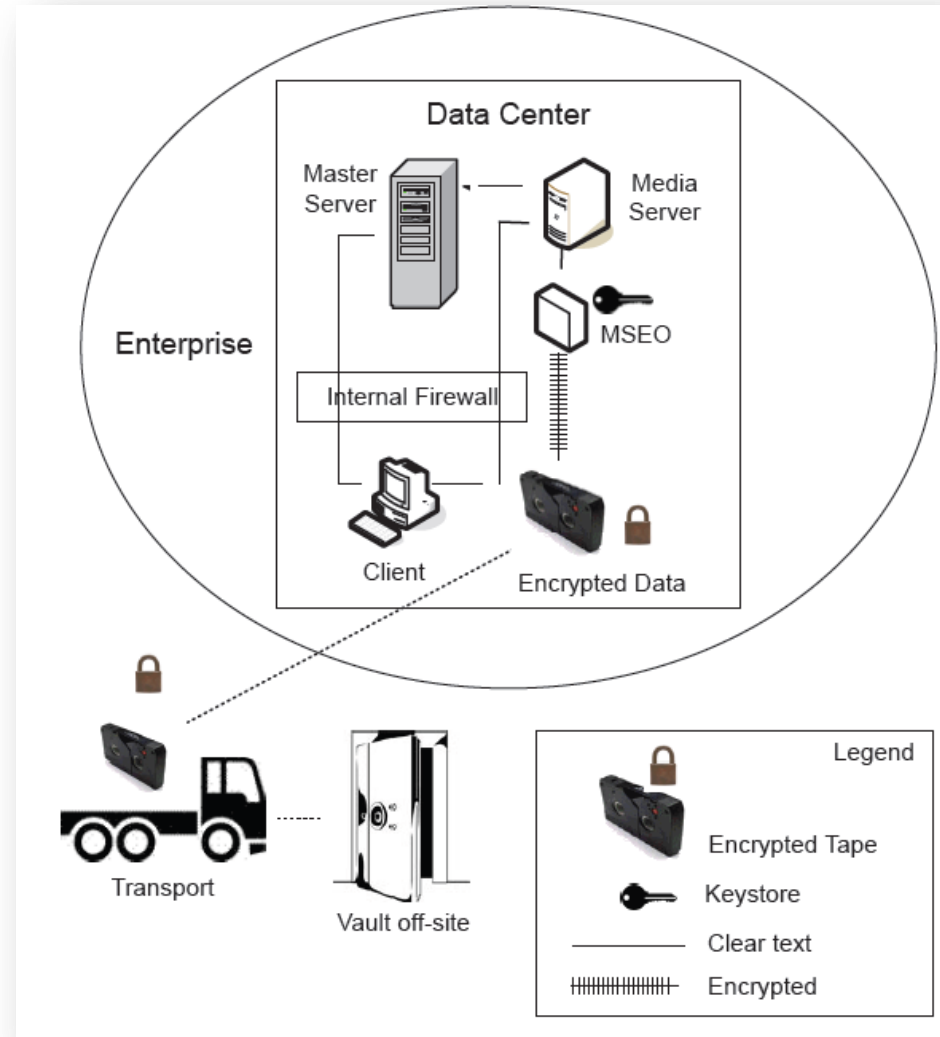 Data Center
Master
Server
Media
Server
MSEO
Enterprise
Internal Firewall
Client
Encrypted Data
Transport
Vault off-site
Legend
Encrypted Tape
Keystore
Clear text
Encrypted